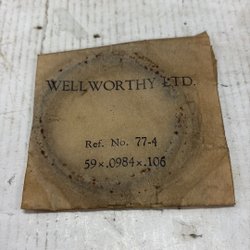 WELLWORTHY LTD.
Ref. No. 77-4
59×.0984×.106